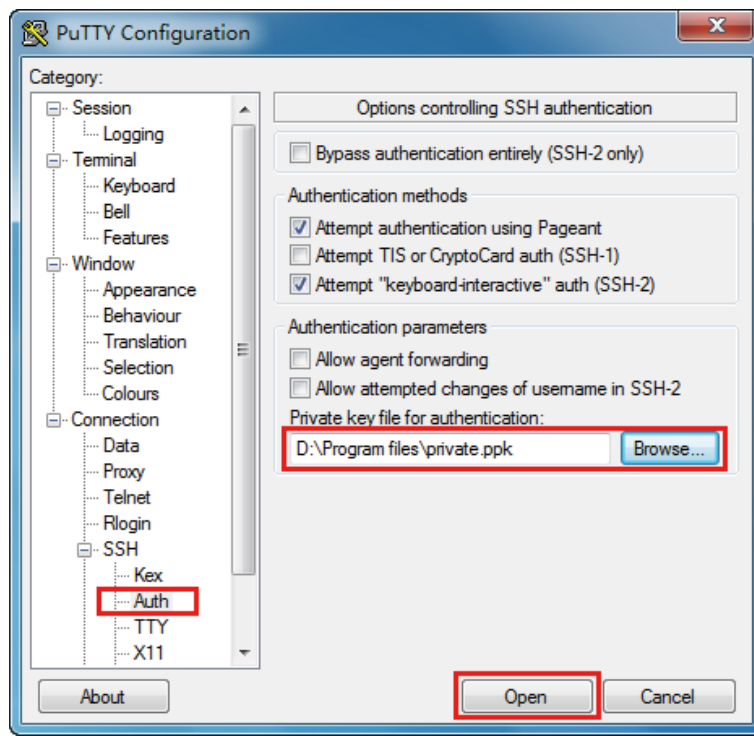 PuTTY Configuration
Category:
Session
Logging
Terminal
Keyboard
Bell
Features
Window
Appearance
Behaviour
Translation
Selection
Colours
Connection
Data
Proxy
Telnet
Rlogin
SSH
Kex
Auth
TTY
X11
Options controlling SSH authentication
Bypass authentication entirely (SSH-2 only)
Authentication methods
Attempt authentication using Pageant
Attempt TIS or CryptoCard auth (SSH-1)
Attempt "keyboard-interactive" auth (SSH-2)
Authentication parameters
Allow agent forwarding
Allow attempted changes of username in SSH-2
Private key file for authentication:
D:\Program files\private.ppk
Browse...
About
Open
Cancel